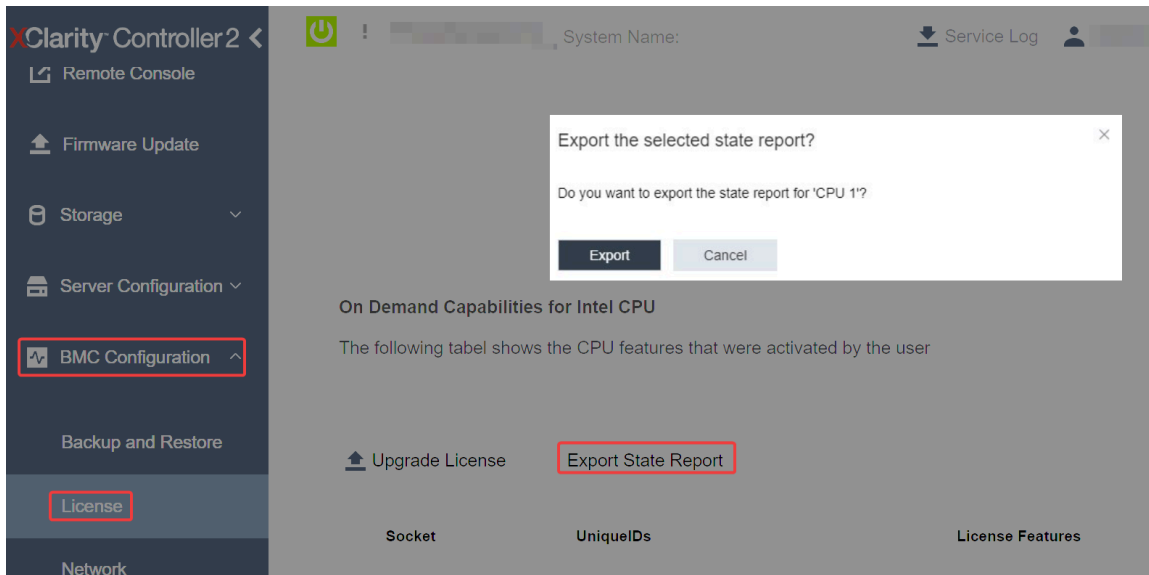 XClarity™ Controller 2
System Name:
Service Log
Remote Console
Firmware Update
Storage
Server Configuration
BMC Configuration
Backup and Restore
License
Network
Export the selected state report?
Do you want to export the state report for 'CPU 1'?
Export
Cancel
On Demand Capabilities for Intel CPU
The following tabel shows the CPU features that were activated by the user
Upgrade License
Export State Report
Socket UniqueIDs License Features